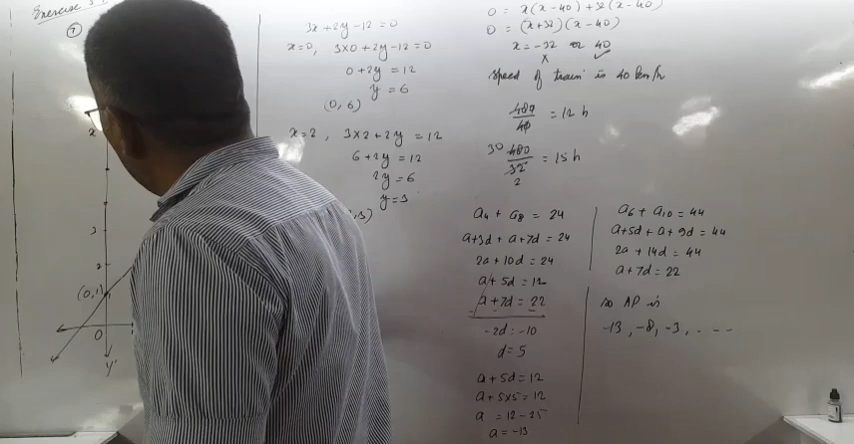 Exercise 3
7
x
3
2
(0,1)
0
y'
3x + 2y - 12 = 0
x=0, 3x0 + 2y - 12 = 0
0 + 2y = 12
y = 6
(0, 6)
x=2, 3x2 + 2y = 12
6 + 2y = 12
2y = 6
y = 3
,3)
0 = x(x-40) + 32(x-40)
0 = (x+32)(x-40)
x = -32 or 40
x ✓
Speed of train is 40 km/h
480/40 = 12 h
30 480/32 = 15 h
2
a4 + a8 = 24
a+3d + a+7d = 24
2a + 10d = 24
a + 5d = 12
a + 7d = 22
-2d = -10
d = 5
a + 5d = 12
a + 5x5 = 12
a = 12 - 25
a = -13
a6 + a10 = 44
a+5d + a + 9d = 44
2a + 14d = 44
a + 7d = 22
so AP is
-13, -8, -3, . - - -